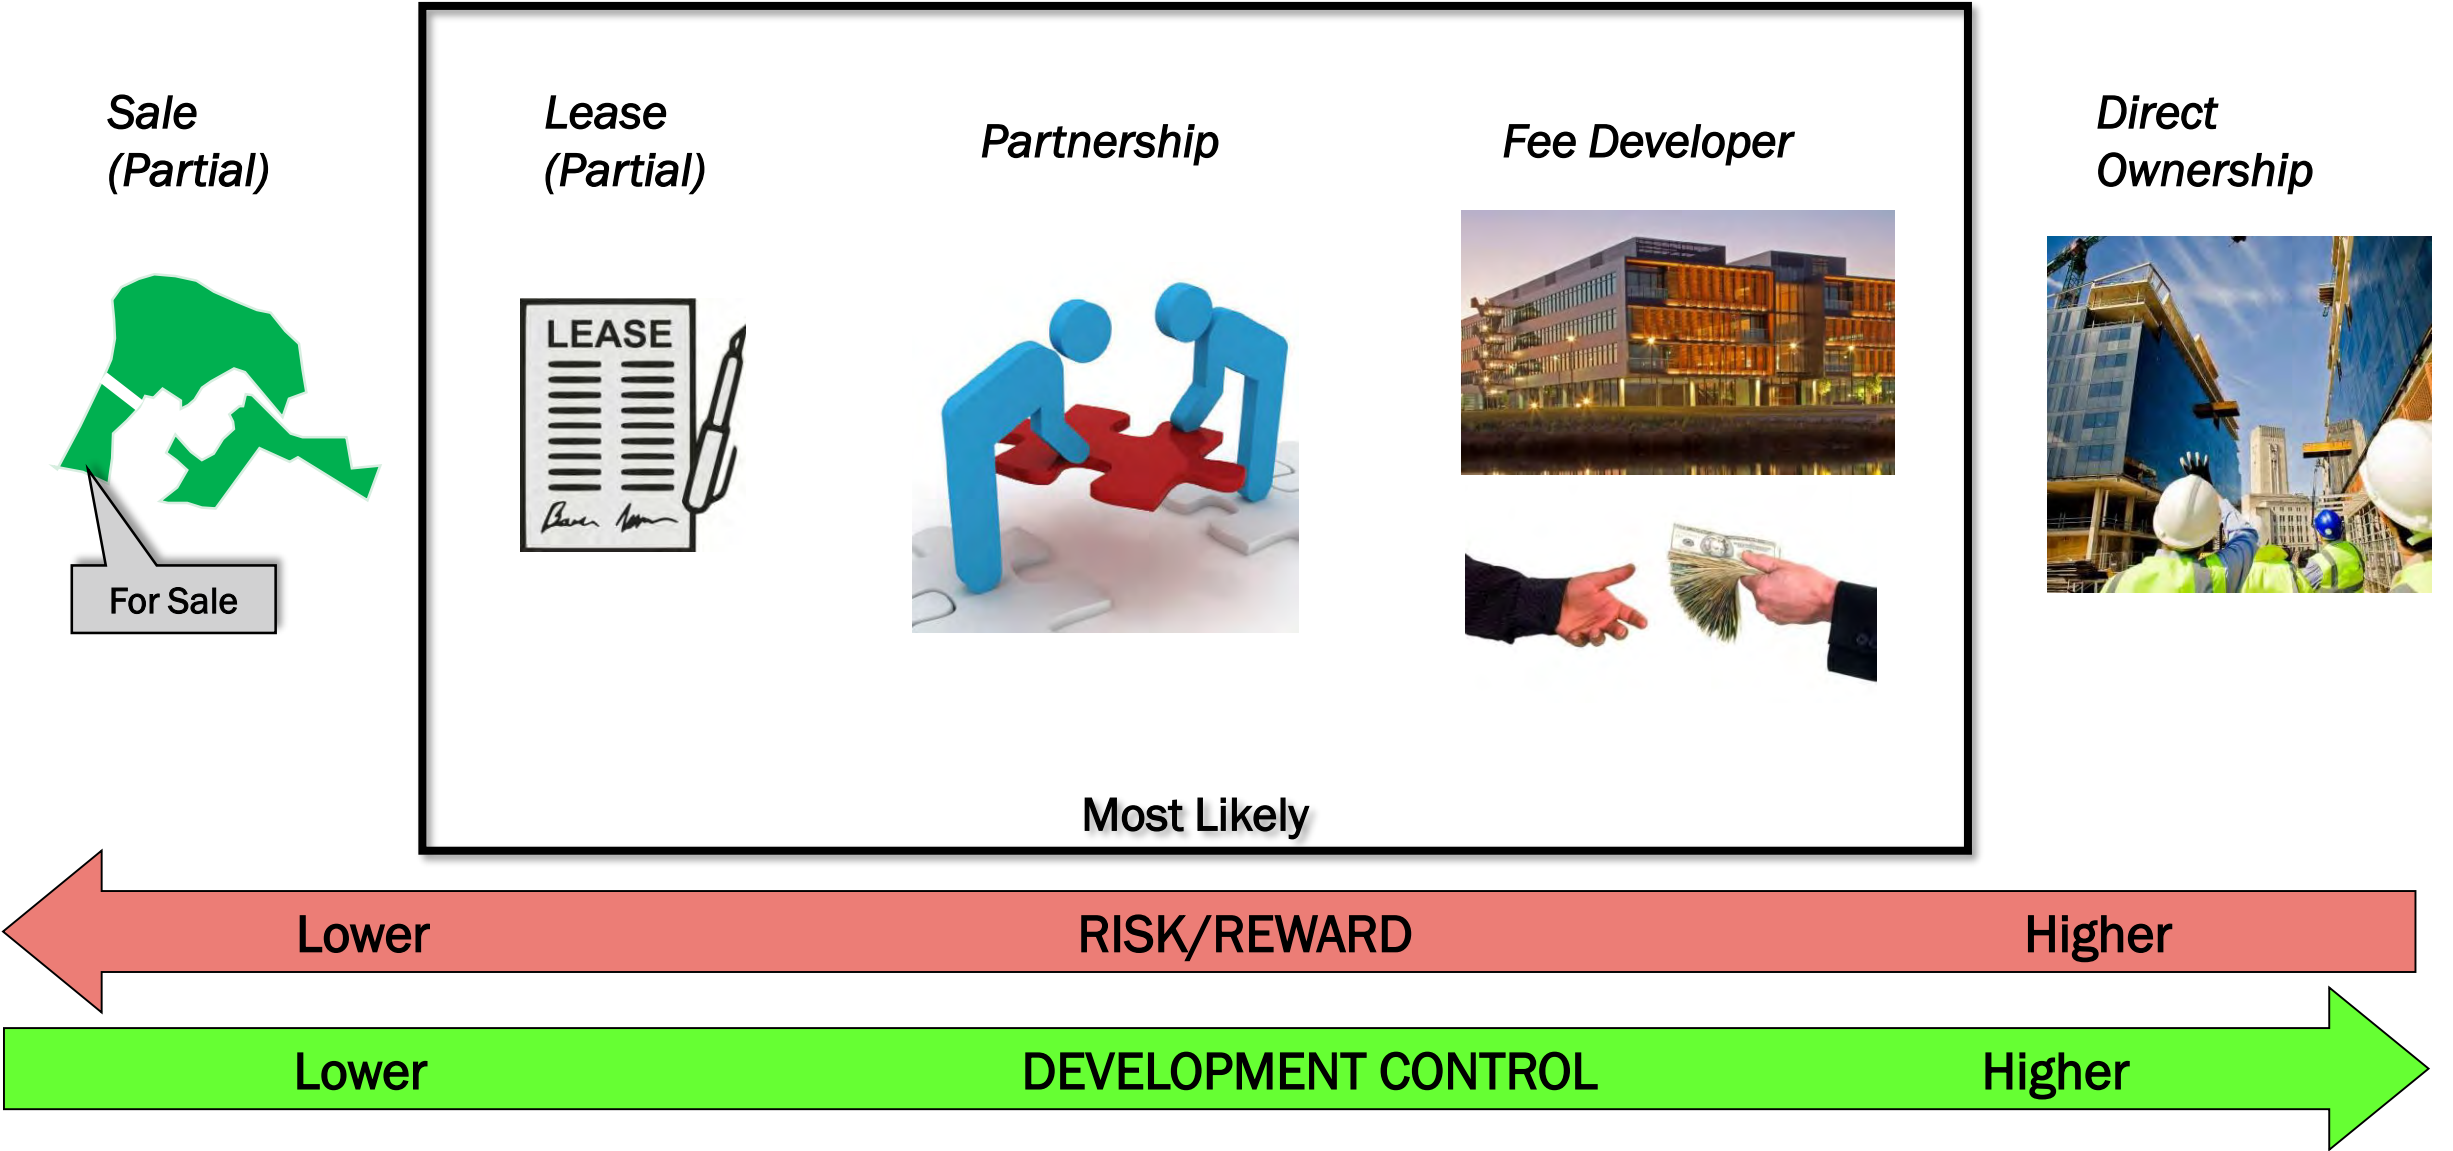 Sale
(Partial)
Lease
(Partial)
Partnership
Fee Developer
Direct
Ownership
LEASE
For Sale
Most Likely
Lower RISK/REWARD Higher
Lower DEVELOPMENT CONTROL Higher